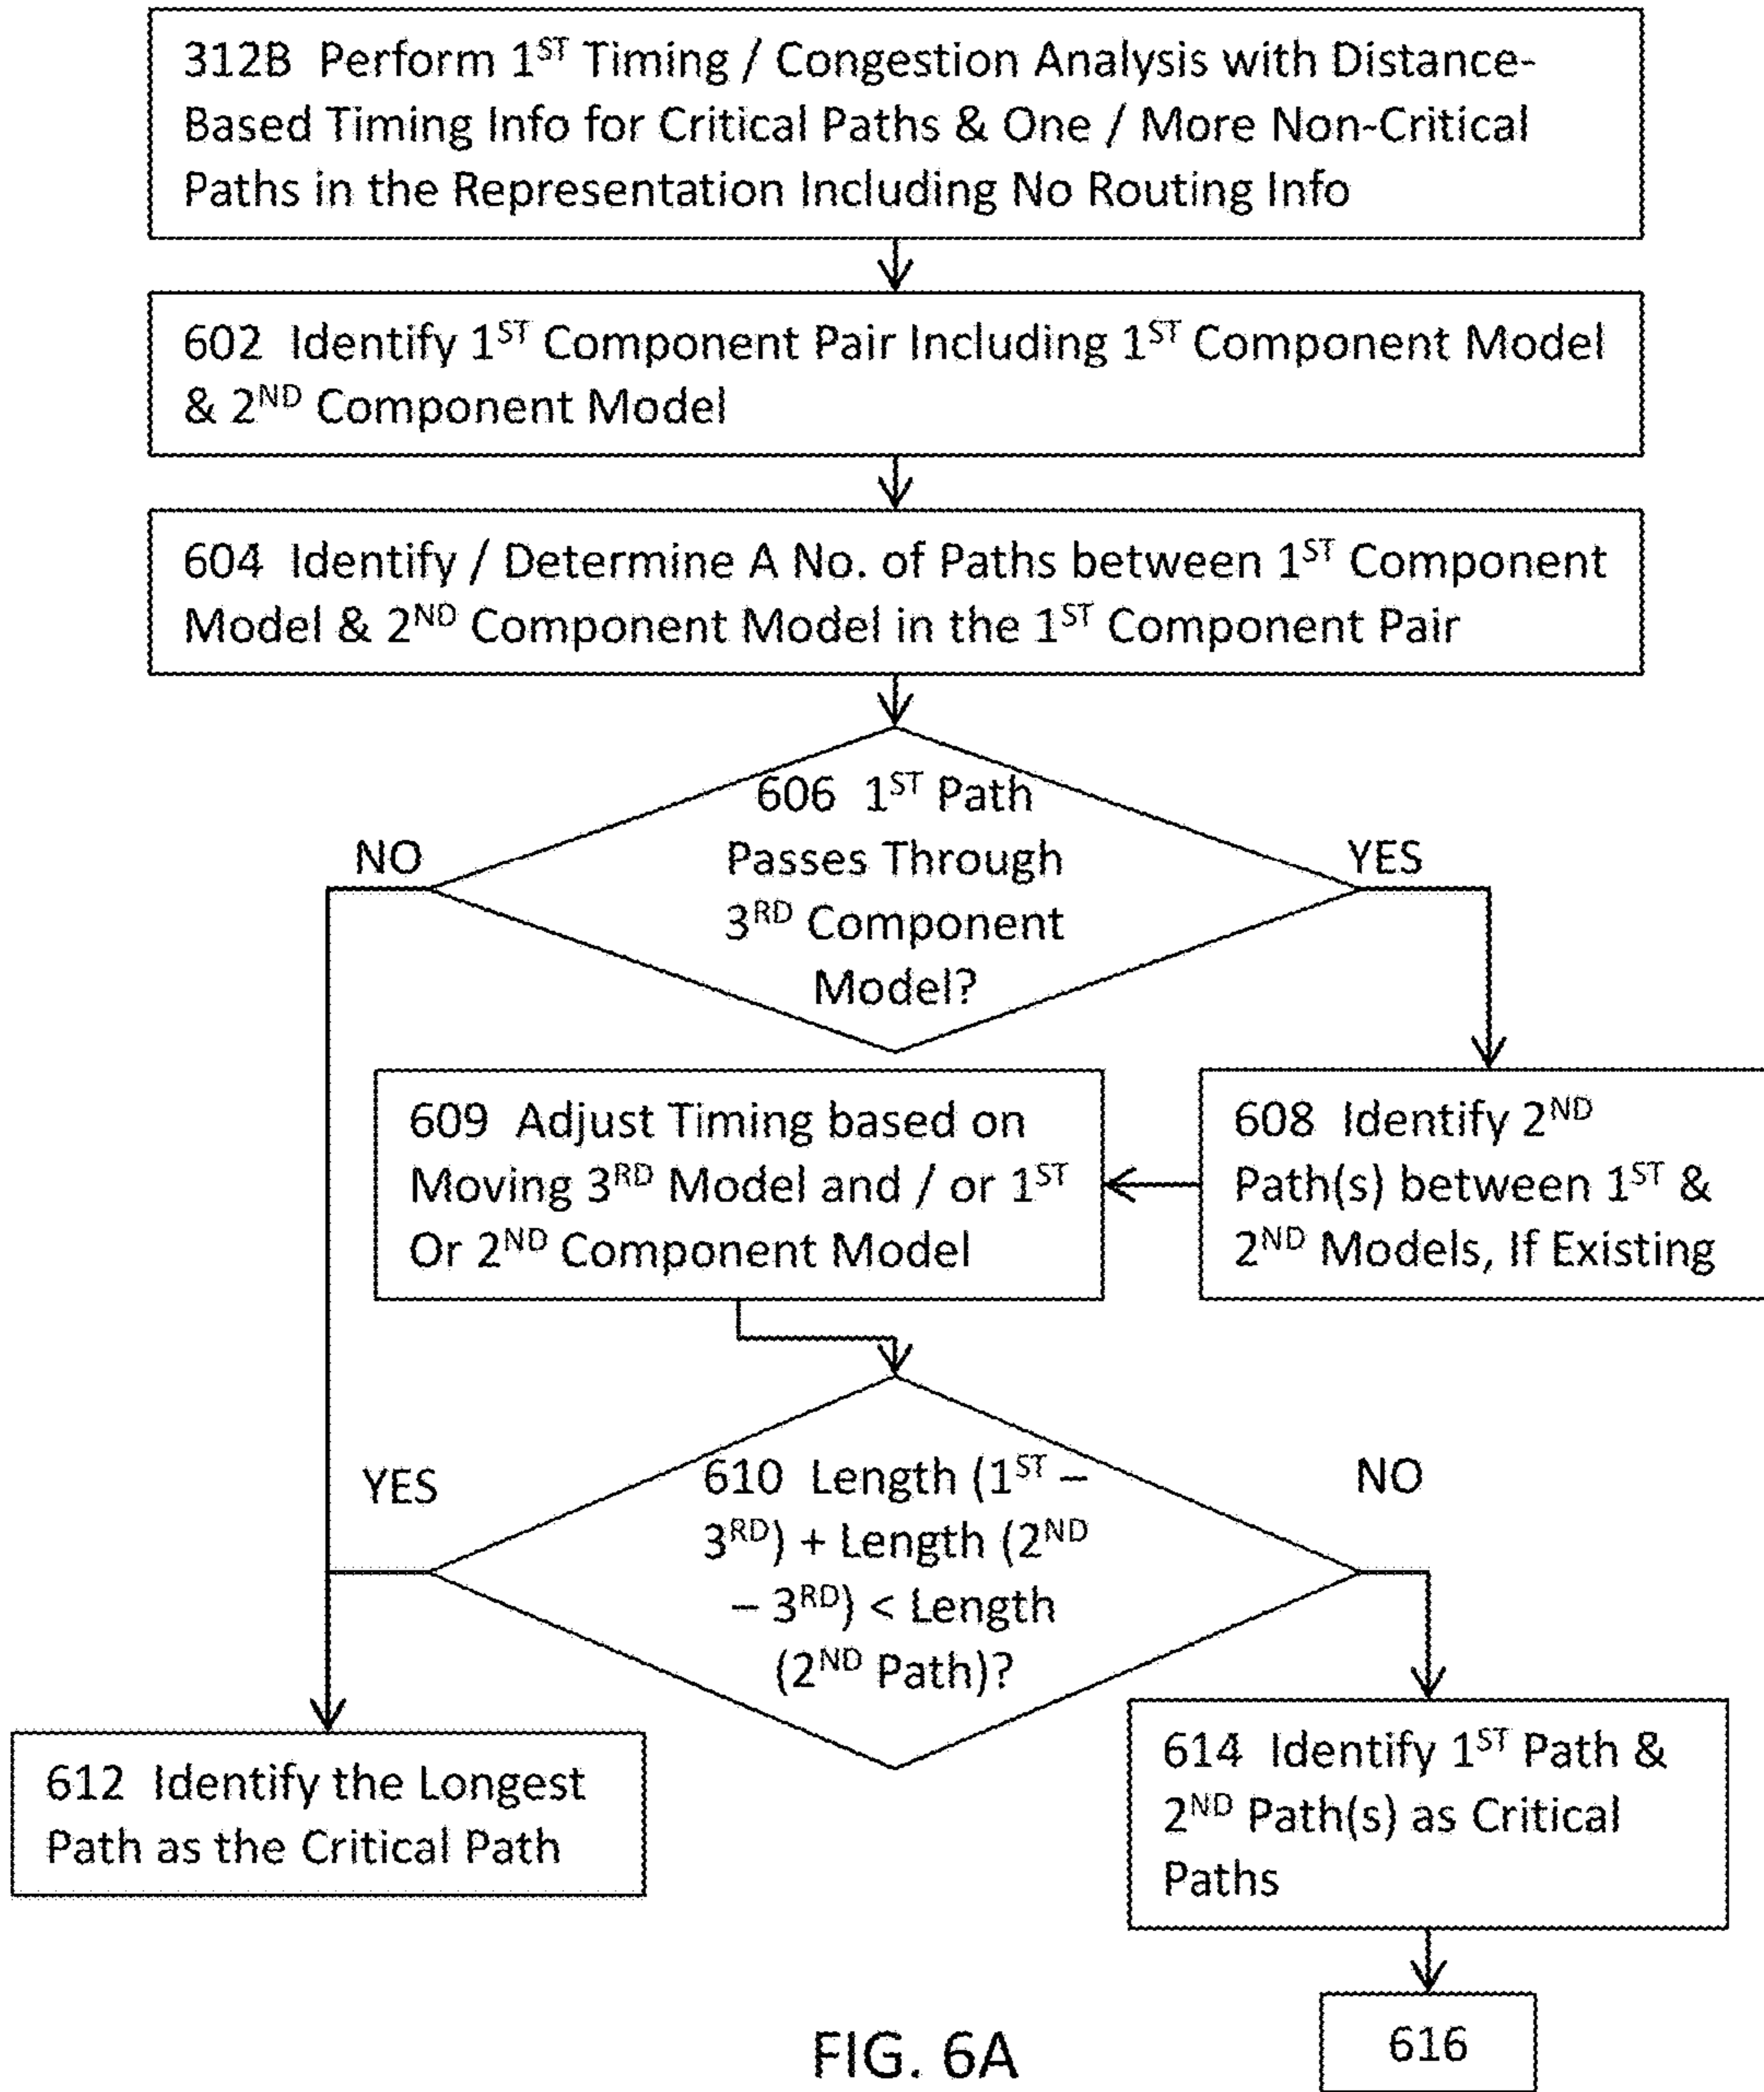 312B Perform 1ST Timing / Congestion Analysis with Distance-
Based Timing Info for Critical Paths & One / More Non-Critical
Paths in the Representation Including No Routing Info
602 Identify 1ST Component Pair Including 1ST Component Model
& 2ND Component Model
604 Identify / Determine A No. of Paths between 1ST Component
Model & 2ND Component Model in the 1ST Component Pair
606 1ST Path
Passes Through
3RD Component
Model?
NO
YES
609 Adjust Timing based on
Moving 3RD Model and / or 1ST
Or 2ND Component Model
608 Identify 2ND
Path(s) between 1ST &
2ND Models, If Existing
610 Length (1ST –
3RD) + Length (2ND
– 3RD) < Length
(2ND Path)?
YES
NO
612 Identify the Longest
Path as the Critical Path
614 Identify 1ST Path &
2ND Path(s) as Critical
Paths
616
FIG. 6A